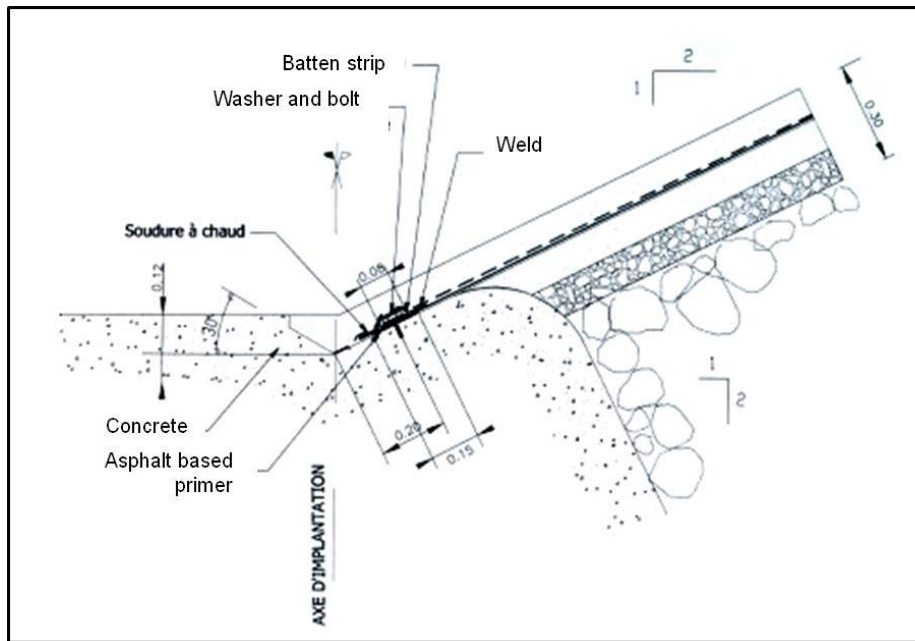 Batten strip
Washer and bolt
Weld
2
1
0.30
Soudure à chaud
0.08
0.12
30°
1
2
Concrete
Asphalt based
primer
0.20
0.15
AXE D'IMPLANTATION